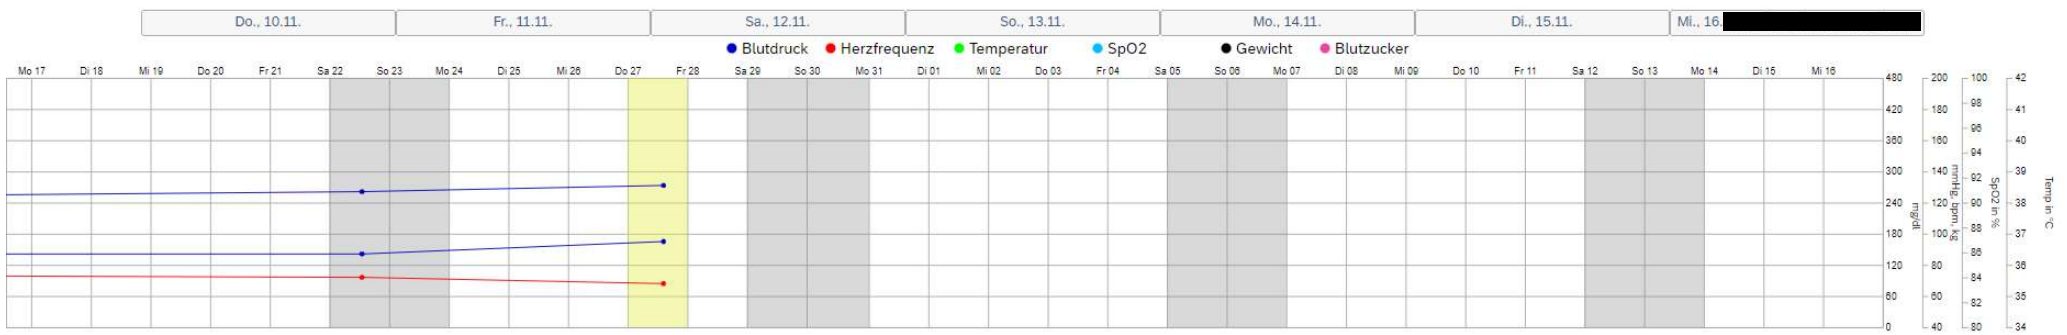 Do., 10.11. Fr., 11.11. Sa., 12.11. So., 13.11. Mo., 14.11. Di., 15.11. Mi., 16.
Blutdruck Herzfrequenz Temperatur SpO2 Gewicht Blutzucker
Mo 17 Di 18 Mi 19 Do 20 Fr 21 Sa 22 So 23 Mo 24 Di 25 Mi 26 Do 27 Fr 28 Sa 29 So 30 Mo 31 Di 01 Mi 02 Do 03 Fr 04 Sa 05 So 06 Mo 07 Di 08 Mi 09 Do 10 Fr 11 Sa 12 So 13 Mo 14 Di 15 Mi 16
480 200 100 42
98
420 180 41
96
360 160 40
94
300 140 39
92
240 120 90 38
88
180 100 37
86
120 80 36
84
60 60 35
82
0 40 80 34
mg/dl
mmHg, bpm, kg
SpO2 in %
Temp in °C